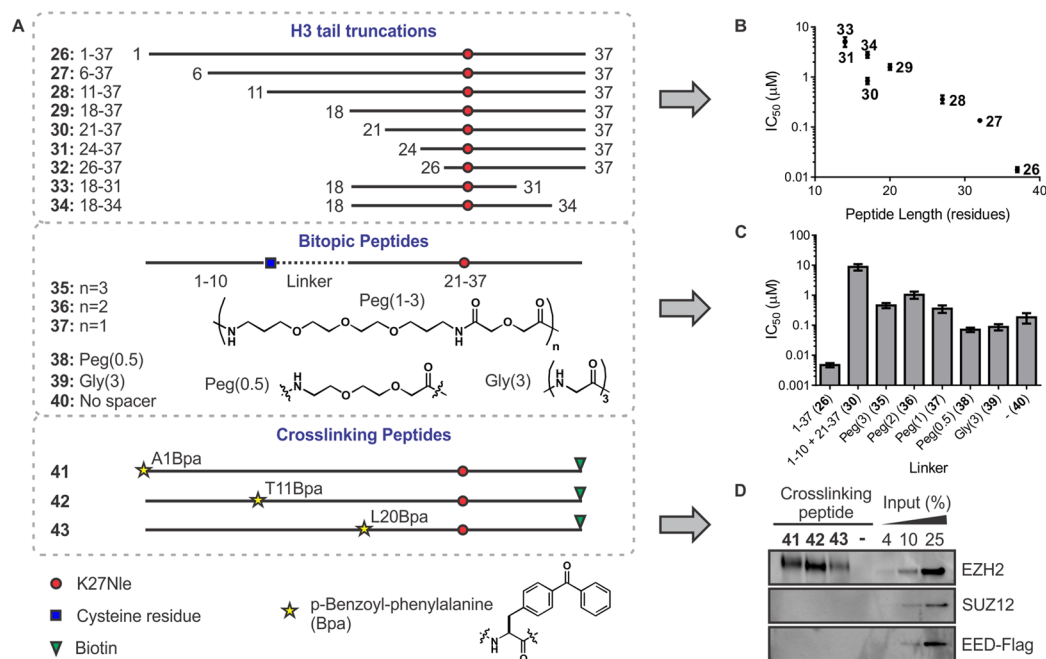 A
H3 tail truncations
26: 1-37 1 37
27: 6-37 6 37
28: 11-37 11 37
29: 18-37 18 37
30: 21-37 21 37
31: 24-37 24 37
32: 26-37 26 37
33: 18-31 18 31
34: 18-34 18 34
Bitopic Peptides
1-10 Linker 21-37
35: n=3
36: n=2
37: n=1
Peg(1-3)
N
H
O
O
O
N
H
O
O
O
n
38: Peg(0.5)
39: Gly(3)
40: No spacer
Peg(0.5)
H
N
O
O
O
Gly(3)
H
N
O
3
Crosslinking Peptides
41 A1Bpa
42 T11Bpa
43 L20Bpa
K27Nle
Cysteine residue
Biotin
p-Benzoyl-phenylalanine
(Bpa)
O
N
H
O
B
10
1
0.1
0.01
IC50 (µM)
33
31
34
30
29
28
27
26
10 20 30 40
Peptide Length (residues)
C
100
10
1
0.1
0.01
0.001
IC50 (µM)
1-37 (26)
1-10 + 21-37 (30)
Peg(3) (35)
Peg(2) (36)
Peg(1) (37)
Peg(0.5) (38)
Gly(3) (39)
- (40)
Linker
D
Crosslinking
peptide
Input (%)
41 42 43 - 4 10 25
EZH2
SUZ12
EED-Flag